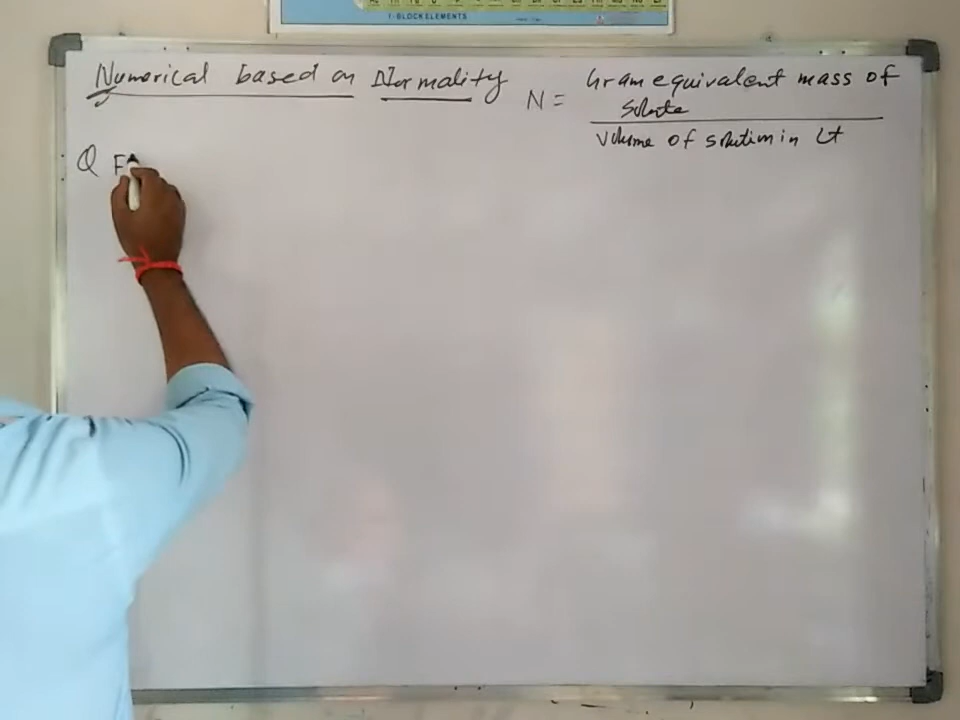 f-BLOCK ELEMENTS
Numerical based on Normality
N = Gram equivalent mass of
Solute
Volume of solution in Lt
Q F